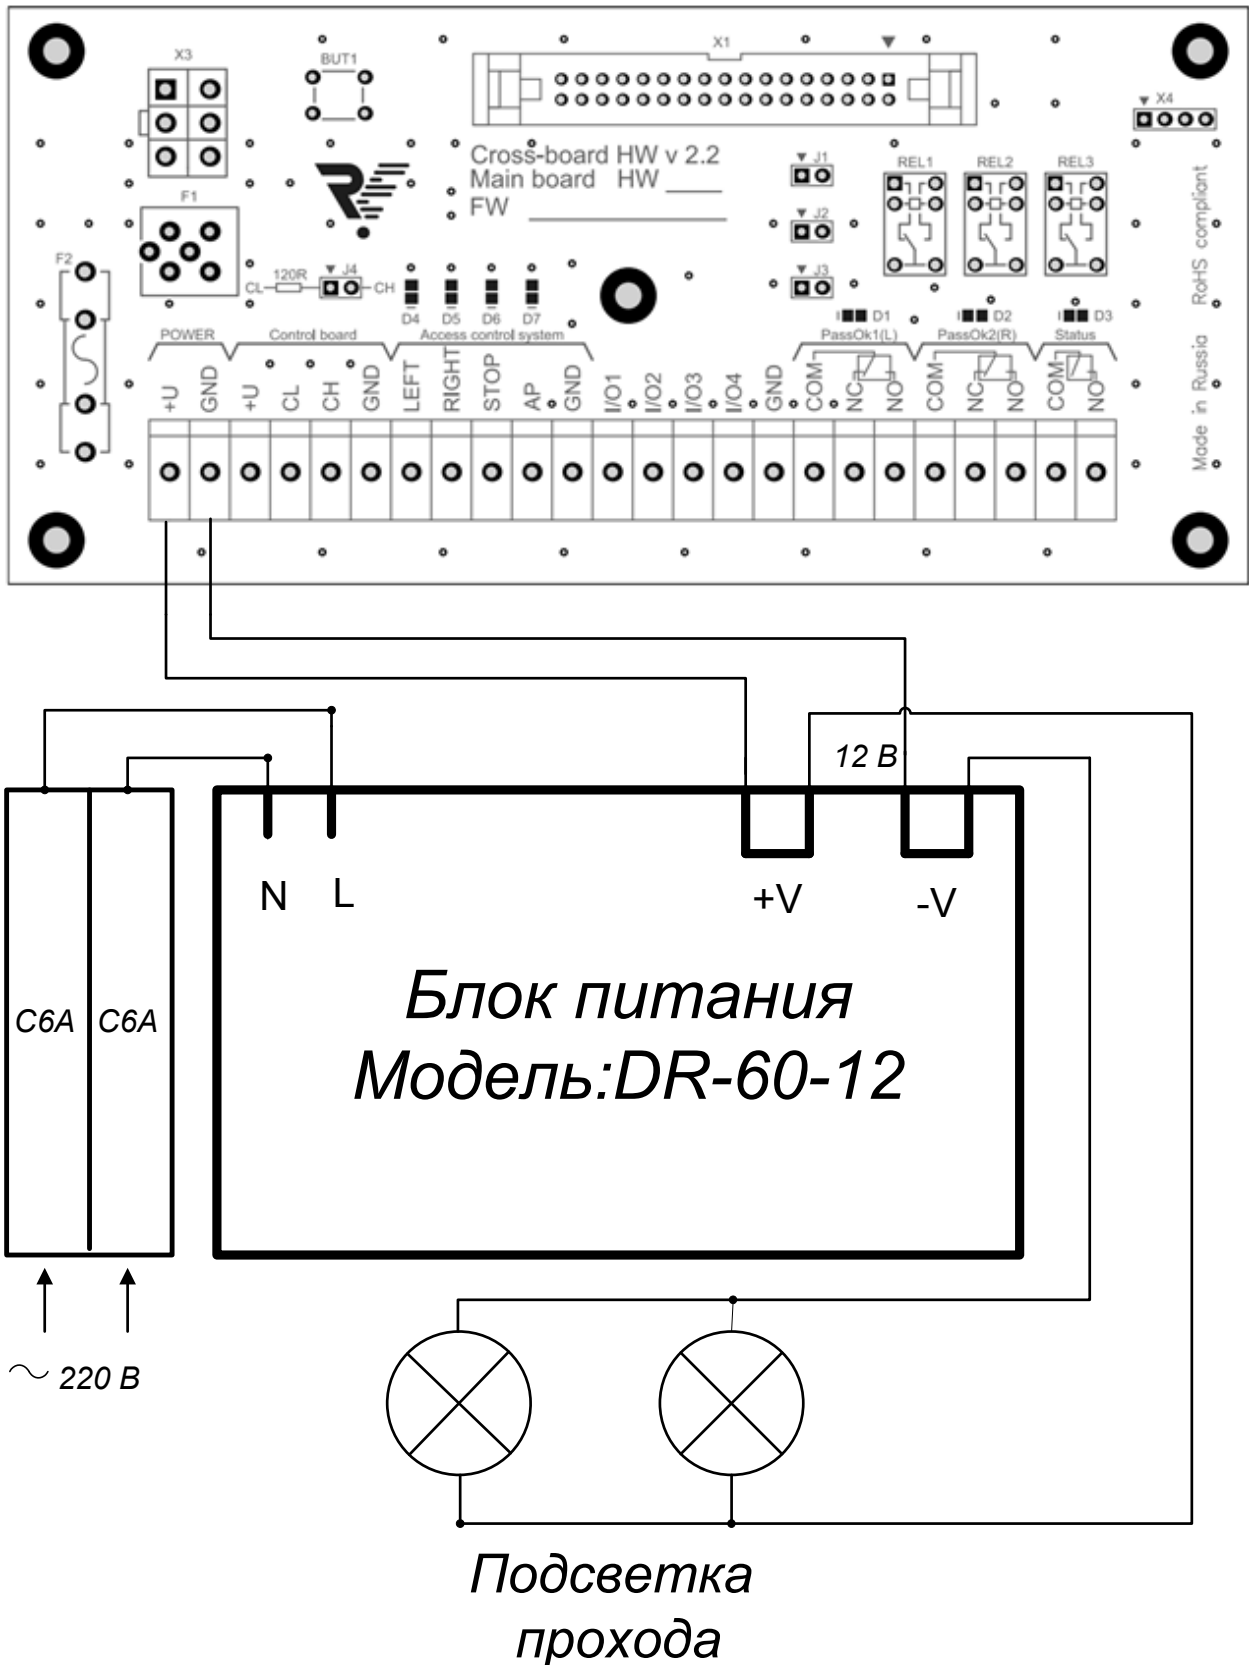 X3
BUT1
X1
X4
Cross-board HW v 2.2
Main board HW ____
FW ____
J1
J2
J3
REL1 REL2 REL3
F1
F2
CL 120R J4 CH
D4 D5 D6 D7
D1 D2 D3
POWER Control board Access control system PassOk1(L) PassOk2(R) Status
+U GND +U CL CH GND LEFT RIGHT STOP AP GND I/O1 I/O2 I/O3 I/O4 GND COM NC NO COM NC NO COM NO
Made in Russia RoHS compliant
12 В
N L +V -V
Блок питания
Модель:DR-60-12
C6A C6A
~ 220 В
Подсветка
прохода